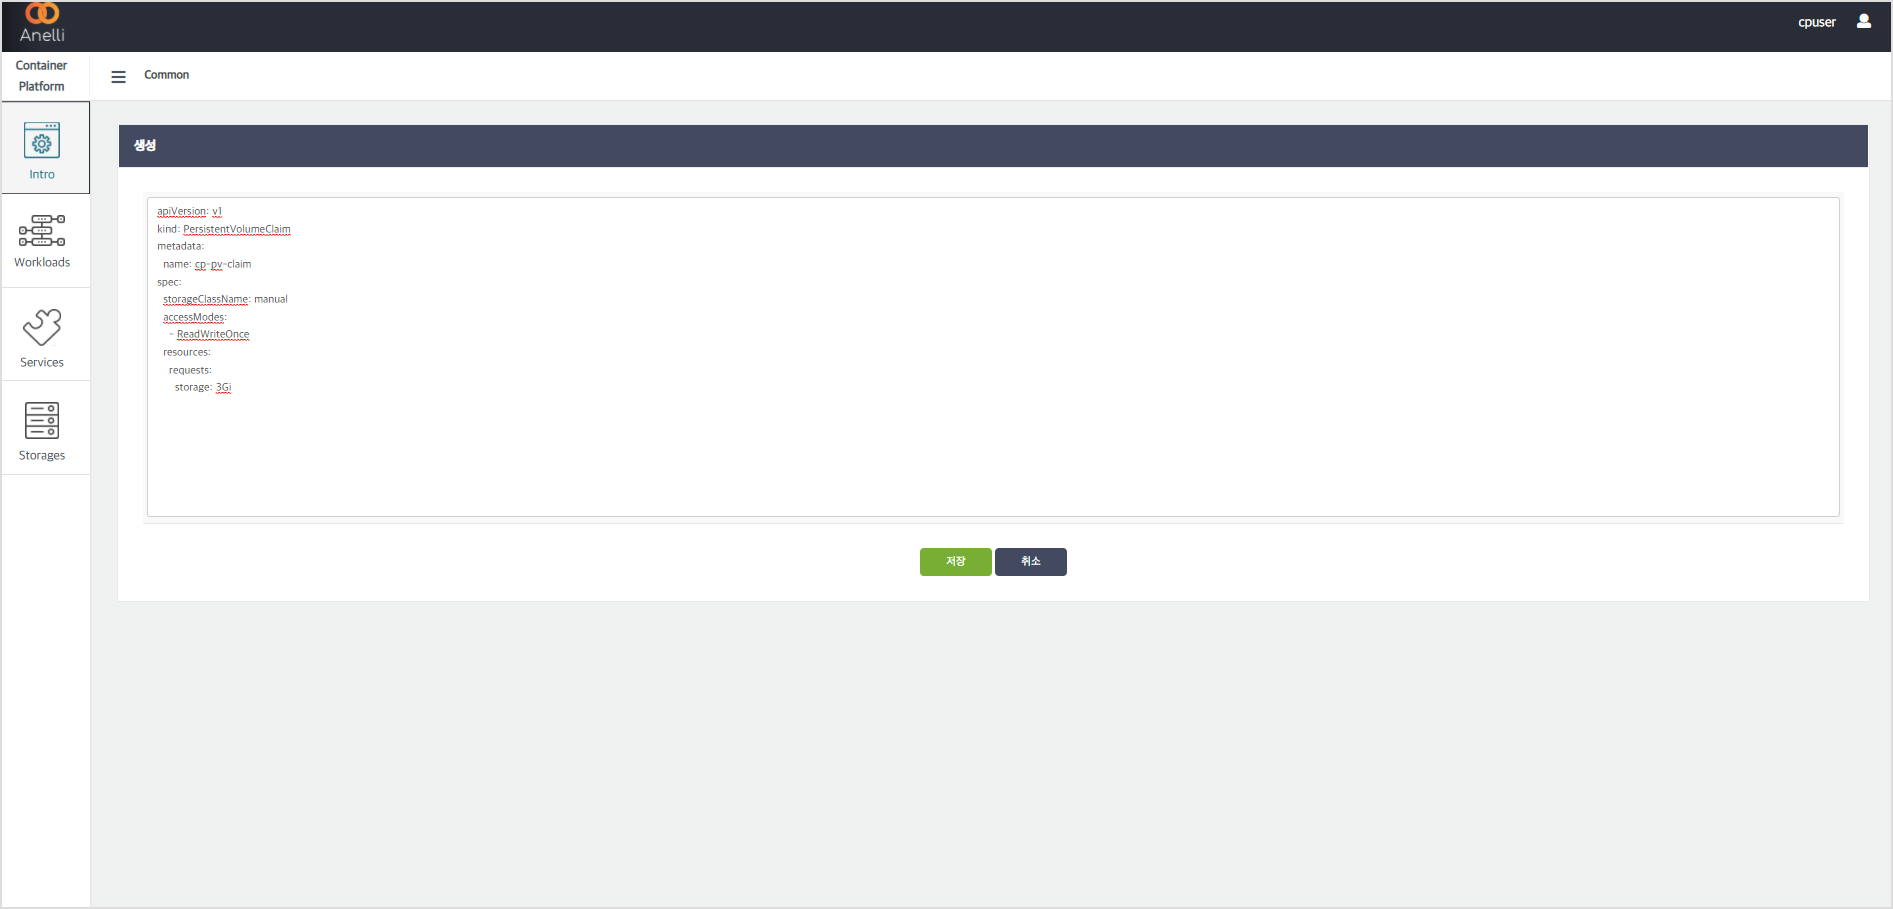 Anelli
cpuser
Container
Platform
Common
Intro
Workloads
Services
Storages
생성
apiVersion: v1
kind: PersistentVolumeClaim
metadata:
  name: cp-pv-claim
spec:
  storageClassName: manual
  accessModes:
    - ReadWriteOnce
  resources:
    requests:
      storage: 3Gi
저장
취소